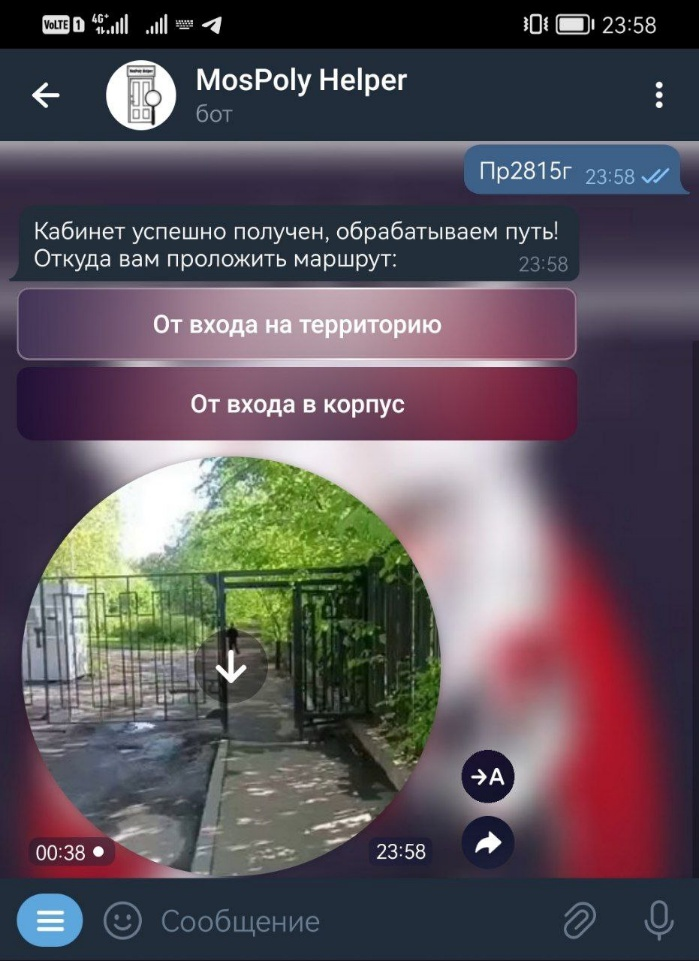 VoLTE 1 4G+ 23:58
MosPoly Helper
бот
Пр2815г 23:58
Кабинет успешно получен, обрабатываем путь!
Откуда вам проложить маршрут: 23:58
От входа на территорию
От входа в корпус
→A
00:38 23:58
Сообщение